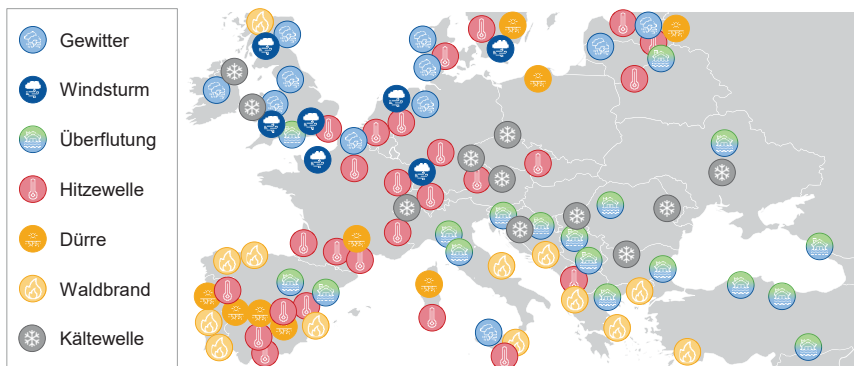 Gewitter
Windsturm
Überflutung
Hitzewelle
Dürre
Waldbrand
Kältewelle